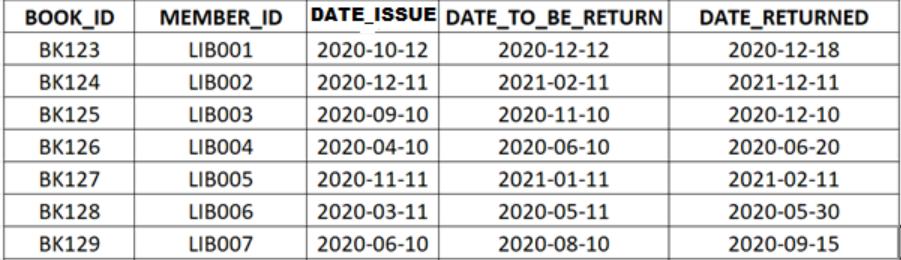 BOOK_ID MEMBER_ID DATE_ISSUE DATE_TO_BE_RETURN DATE_RETURNED
BK123 LIB001 2020-10-12 2020-12-12 2020-12-18
BK124 LIB002 2020-12-11 2021-02-11 2021-12-11
BK125 LIB003 2020-09-10 2020-11-10 2020-12-10
BK126 LIB004 2020-04-10 2020-06-10 2020-06-20
BK127 LIB005 2020-11-11 2021-01-11 2021-02-11
BK128 LIB006 2020-03-11 2020-05-11 2020-05-30
BK129 LIB007 2020-06-10 2020-08-10 2020-09-15